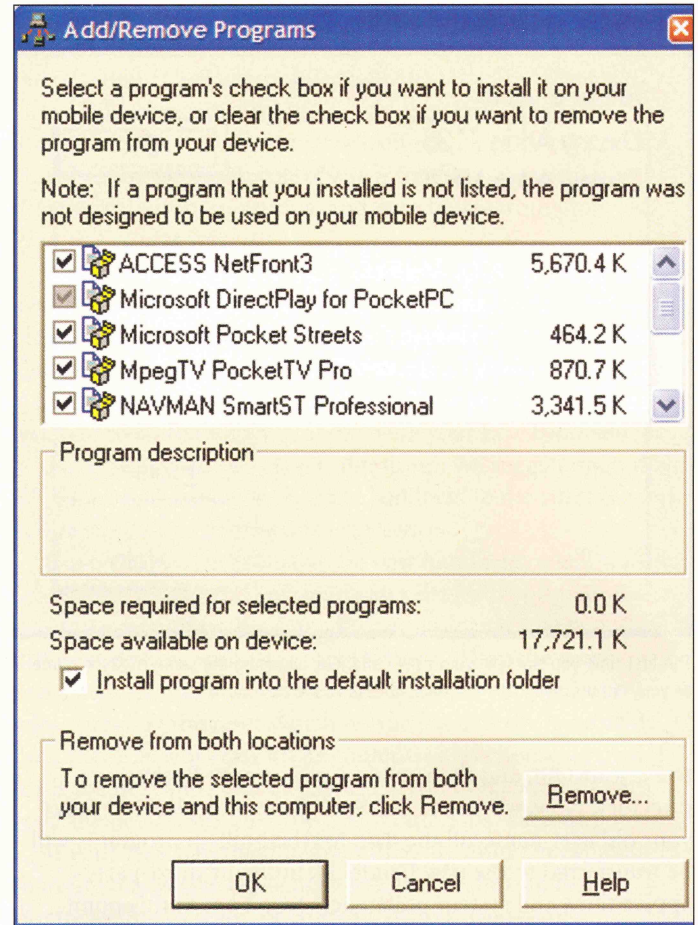 Add/Remove Programs
Select a program's check box if you want to install it on your
mobile device, or clear the check box if you want to remove the
program from your device.
Note: If a program that you installed is not listed, the program was
not designed to be used on your mobile device.
ACCESS NetFront3 5,670.4 K
Microsoft DirectPlay for PocketPC
Microsoft Pocket Streets 464.2 K
MpegTV PocketTV Pro 870.7 K
NAVMAN SmartST Professional 3,341.5 K
Program description
Space required for selected programs: 0.0 K
Space available on device: 17,721.1 K
Install program into the default installation folder
Remove from both locations
To remove the selected program from both
your device and this computer, click Remove.
Remove...
OK Cancel Help